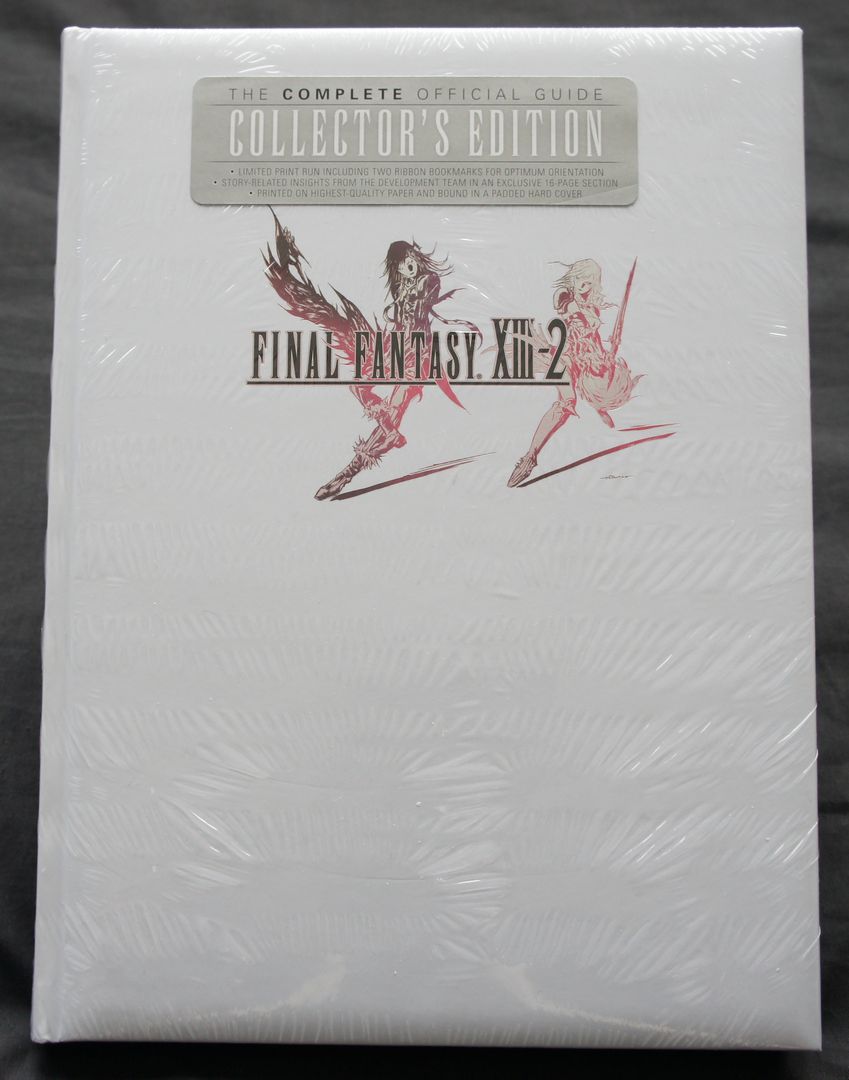 THE COMPLETE OFFICIAL GUIDE
COLLECTOR'S EDITION
• LIMITED PRINT RUN INCLUDING TWO RIBBON BOOKMARKS FOR OPTIMUM ORIENTATION
• STORY-RELATED INSIGHTS FROM THE DEVELOPMENT TEAM IN AN EXCLUSIVE 16-PAGE SECTION
• PRINTED ON HIGHEST-QUALITY PAPER AND BOUND IN A PADDED HARD COVER
FINAL FANTASY® XIII-2